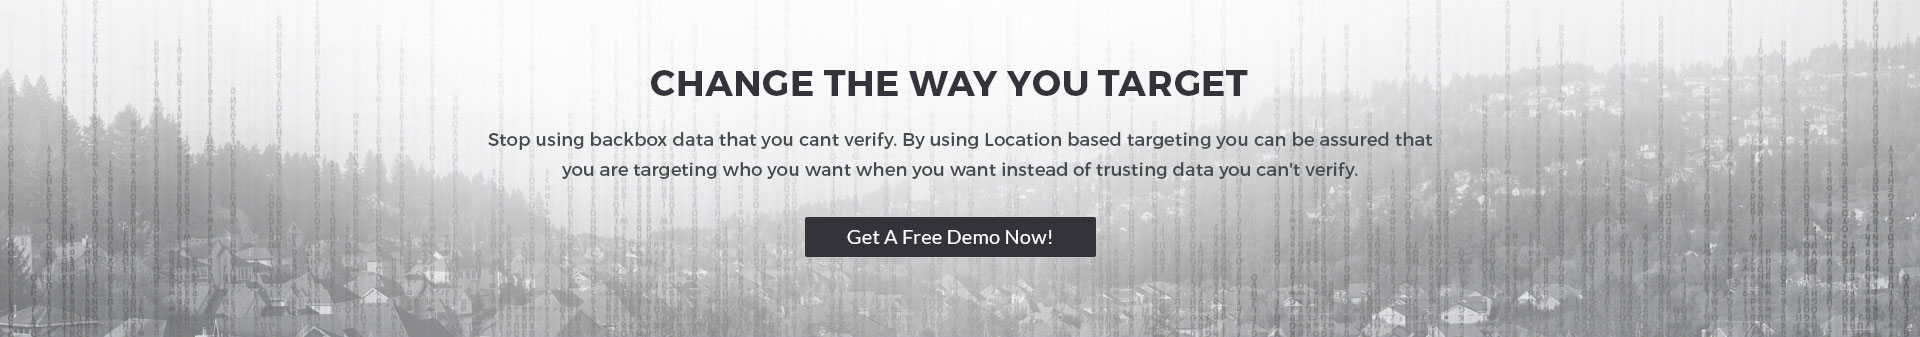 CHANGE THE WAY YOU TARGET
Stop using backbox data that you cant verify. By using Location based targeting you can be assured that
you are targeting who you want when you want instead of trusting data you can't verify.
Get A Free Demo Now!